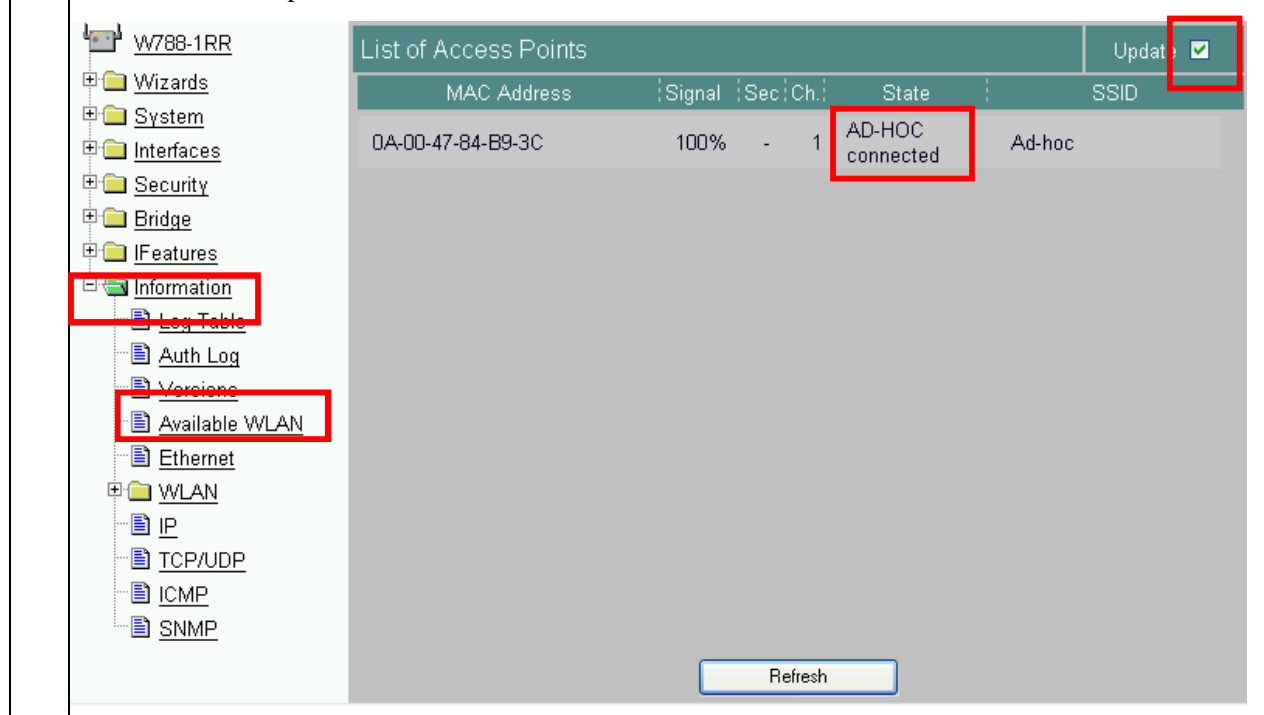 W788-1RR
Wizards
System
Interfaces
Security
Bridge
IFeatures
Information
Log Table
Auth Log
Versions
Available WLAN
Ethernet
WLAN
IP
TCP/UDP
ICMP
SNMP
List of Access Points Update
MAC Address Signal Sec Ch. State SSID
0A-00-47-84-B9-3C 100% - 1 AD-HOC connected Ad-hoc
Refresh